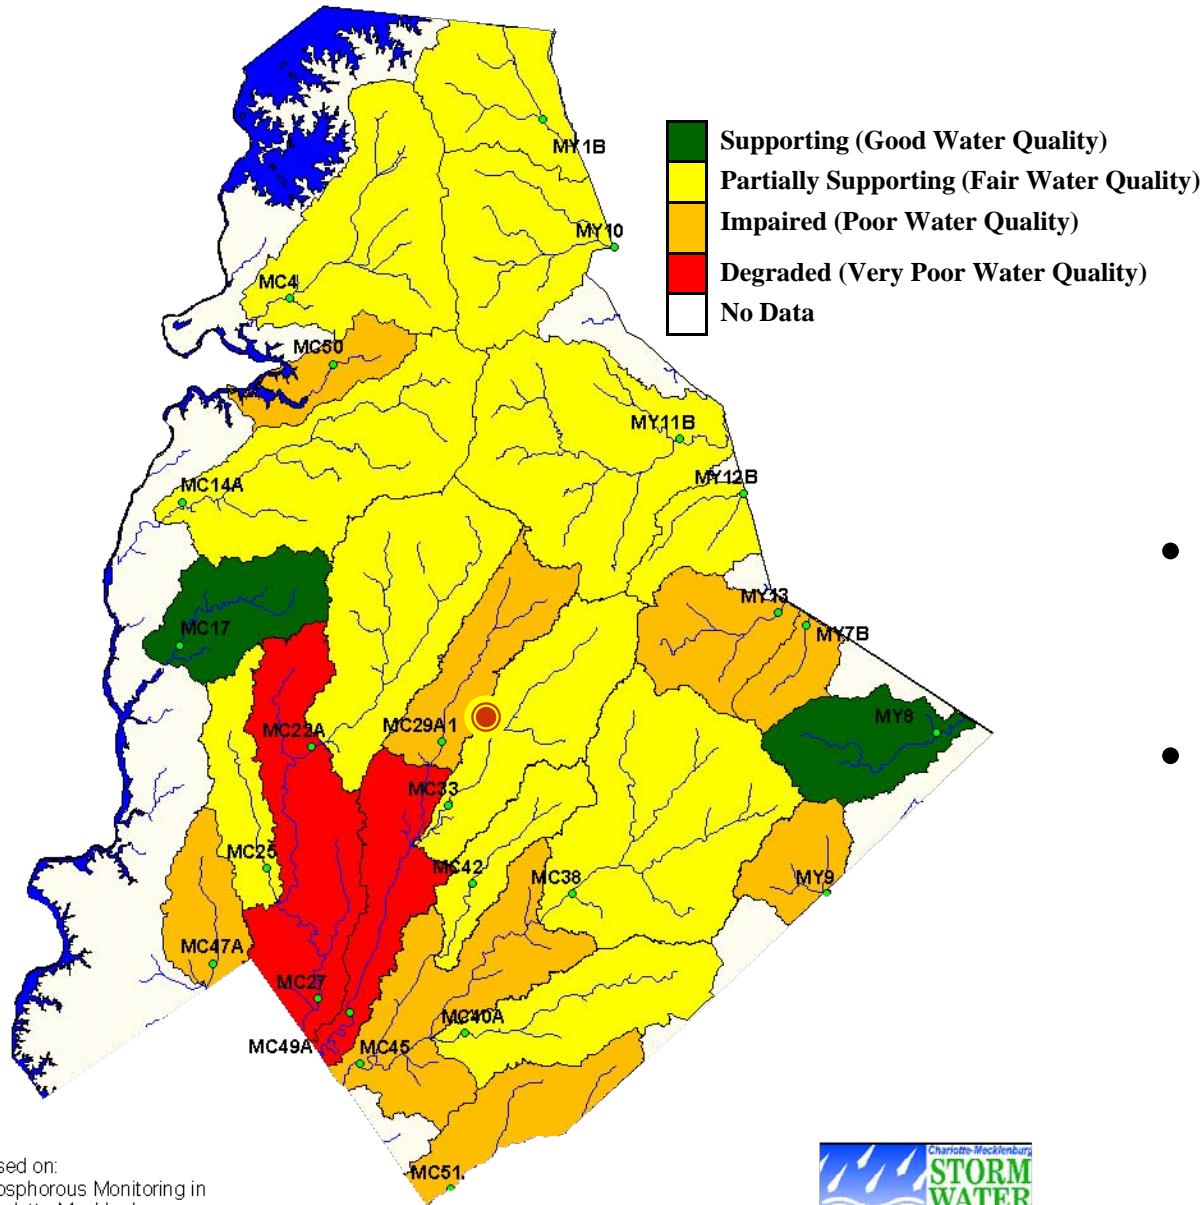 MY1B
Supporting (Good Water Quality)
Partially Supporting (Fair Water Quality)
Impaired (Poor Water Quality)
Degraded (Very Poor Water Quality)
No Data
MY10
MC4
MC50
MY11B
MY12B
MC14A
MY13
MY7B
MC17
MY8
MC22A
MC29A1
MC33
MC25
MC42
MC38
MY9
MC47A
MC27
MC40A
MC49A
MC45
MC51.
sed on:
osphorous Monitoring in
Charlotte-Mecklenburg
STORM
WATER